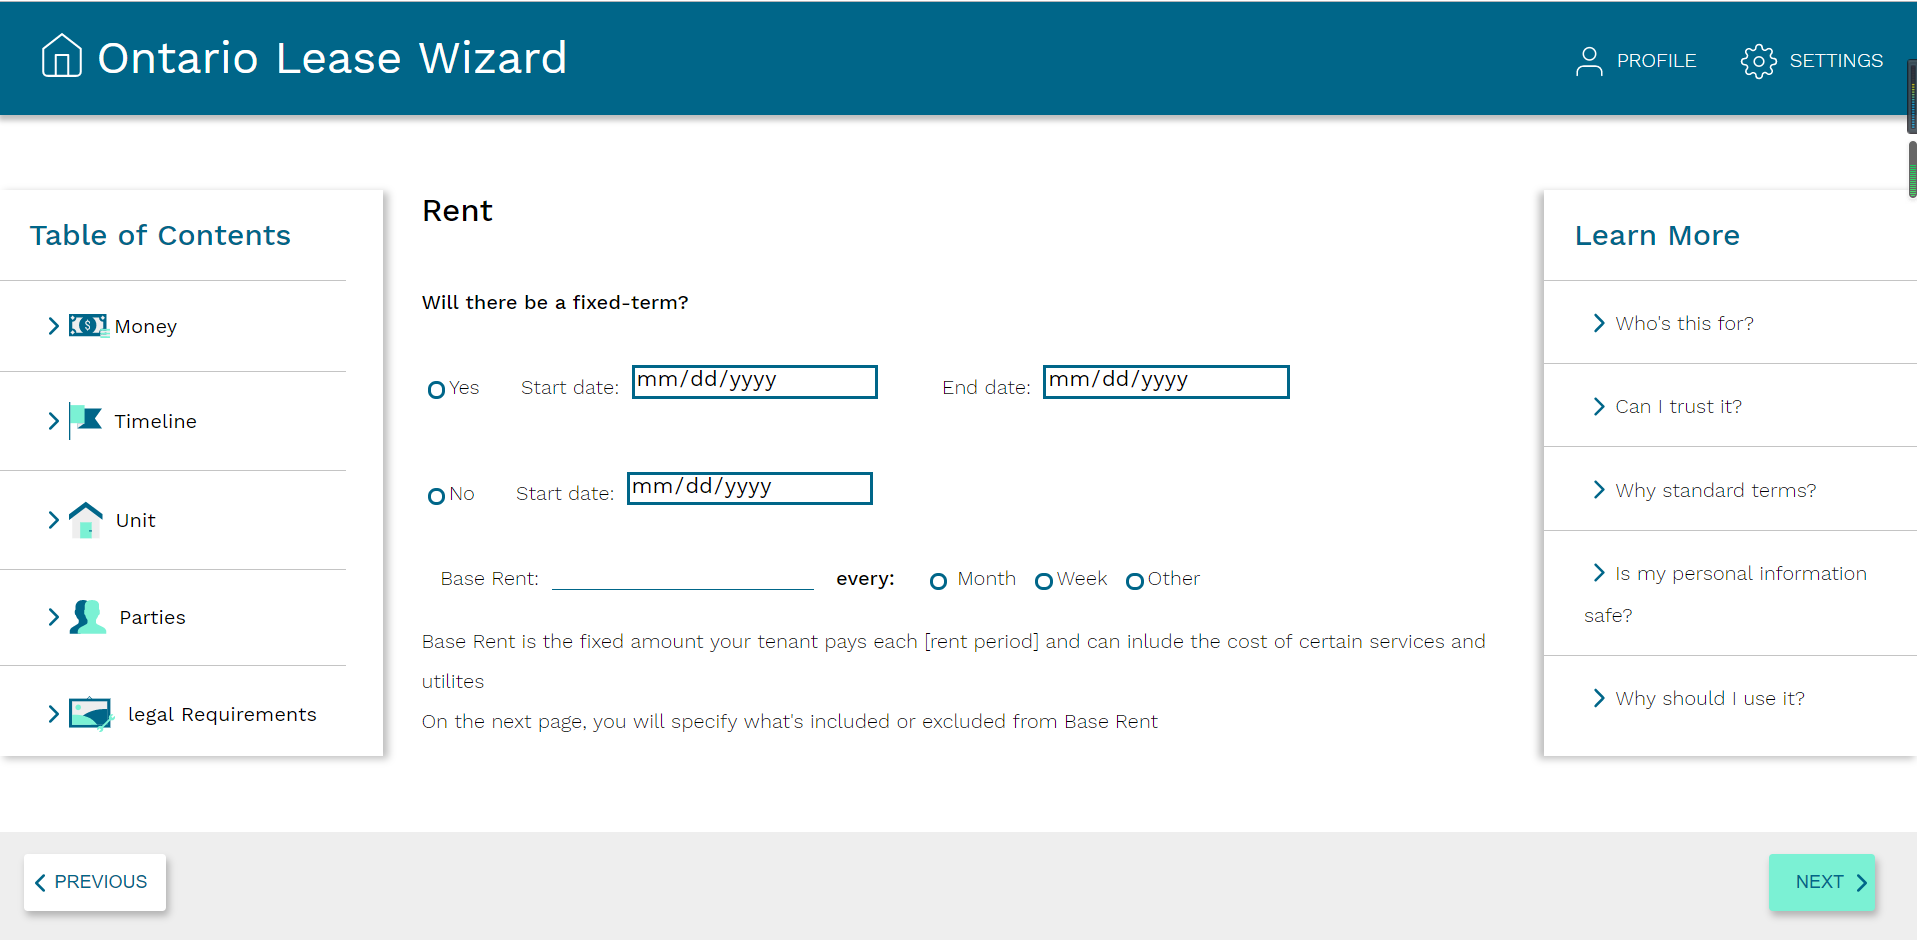 Ontario Lease Wizard
PROFILE
SETTINGS
Table of Contents
Money
Timeline
Unit
Parties
legal Requirements
Rent
Will there be a fixed-term?
Yes Start date: mm/dd/yyyy End date: mm/dd/yyyy
No Start date: mm/dd/yyyy
Base Rent: every: Month Week Other
Base Rent is the fixed amount your tenant pays each [rent period] and can inlude the cost of certain services and
utilites
On the next page, you will specify what's included or excluded from Base Rent
Learn More
Who's this for?
Can I trust it?
Why standard terms?
Is my personal information
safe?
Why should I use it?
PREVIOUS
NEXT